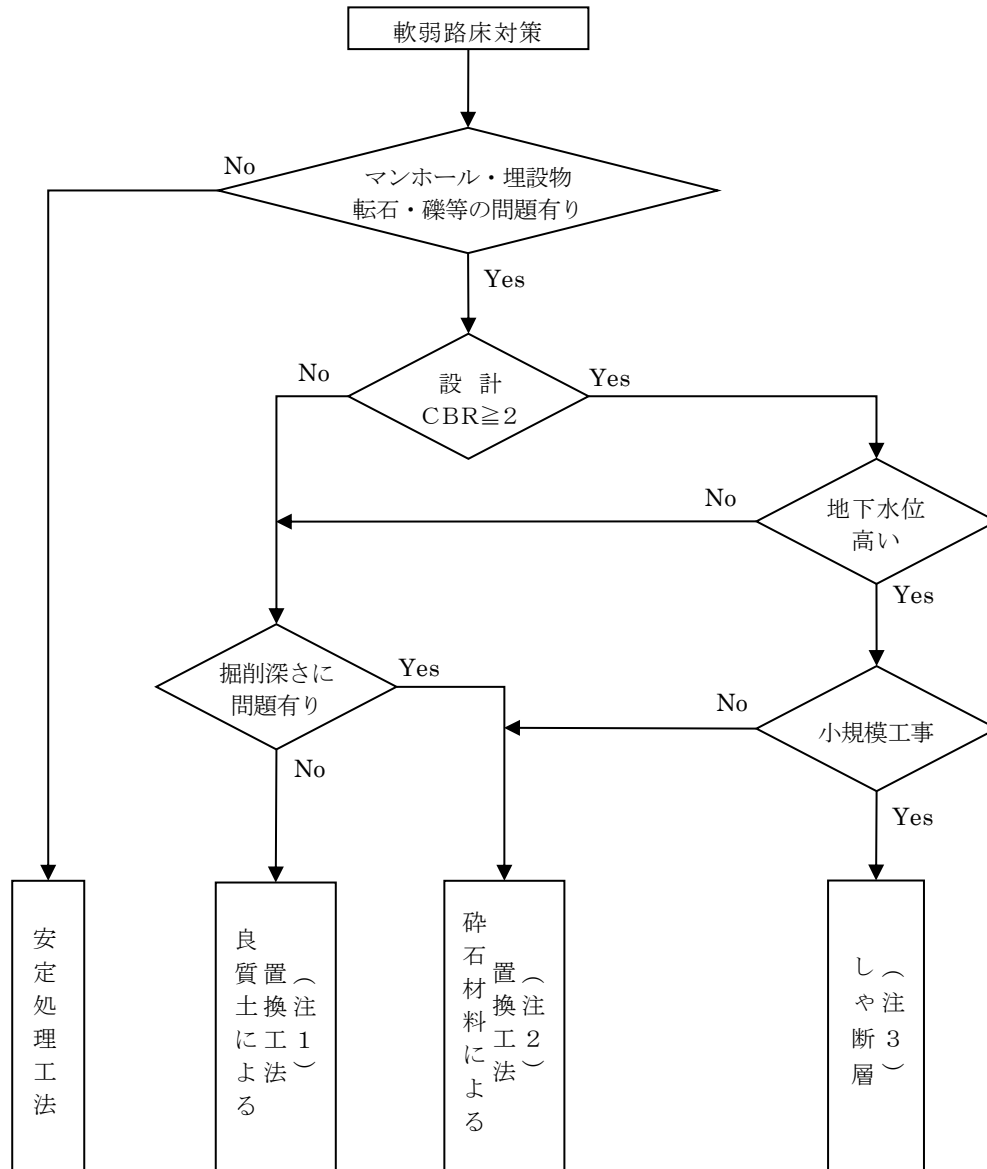 軟弱路床対策
No
マンホール・埋設物
転石・礫等の問題有り
Yes
No
設 計
CBR≧2
Yes
No
地下水位
高い
Yes
掘削深さに
問題有り
Yes
No
No
小規模工事
Yes
安定処理工法
良質土による
置換工法
（注1）
砕石材料による
置換工法
（注2）
しゃ断層
（注3）